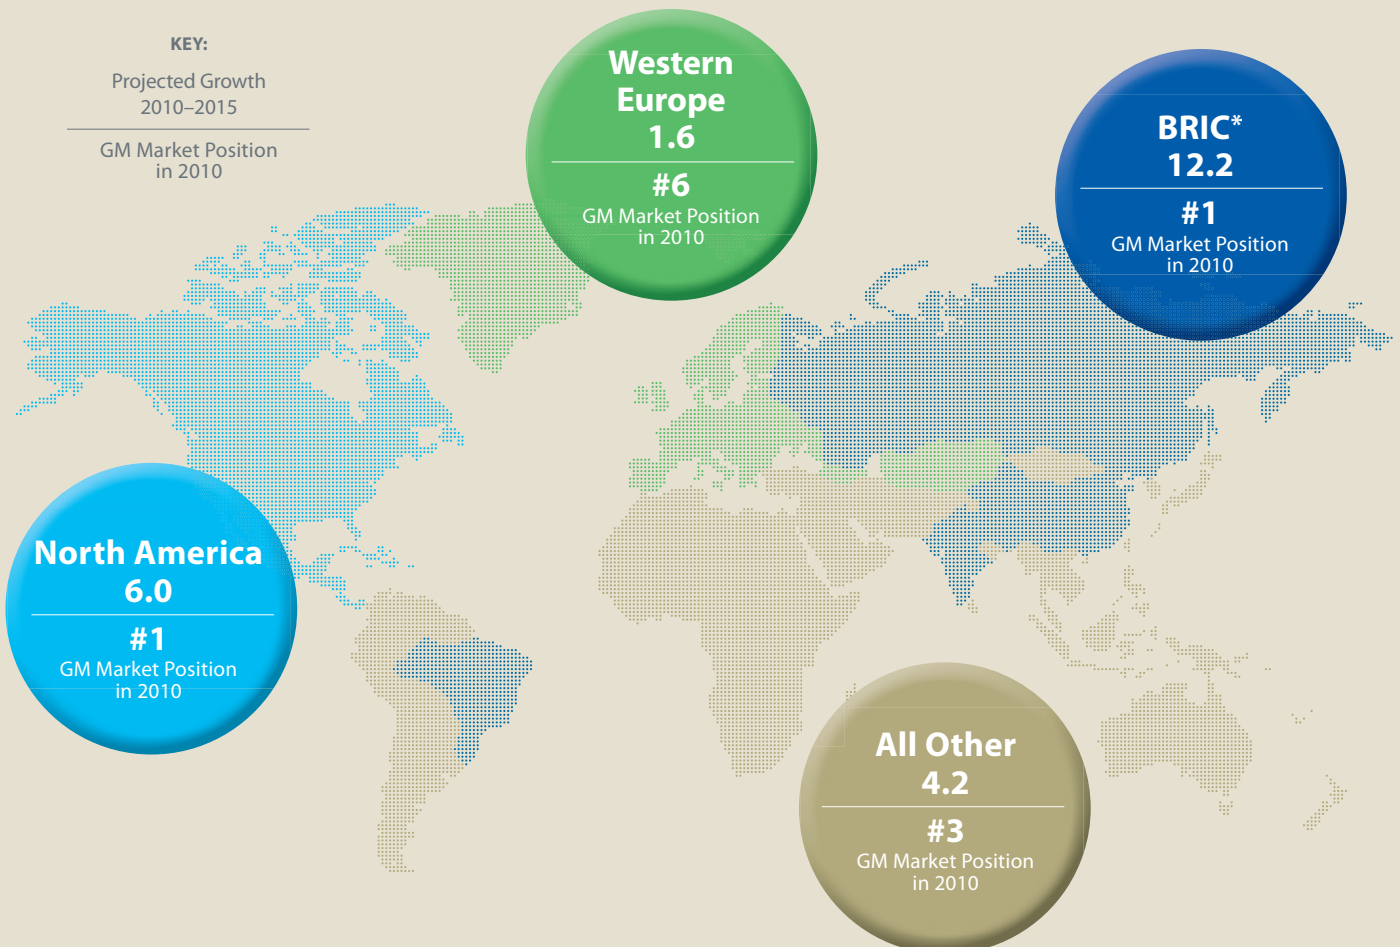 KEY:
Projected Growth
2010–2015
GM Market Position
in 2010
Western
Europe
1.6
#6
GM Market Position
in 2010
BRIC*
12.2
#1
GM Market Position
in 2010
North America
6.0
#1
GM Market Position
in 2010
All Other
4.2
#3
GM Market Position
in 2010